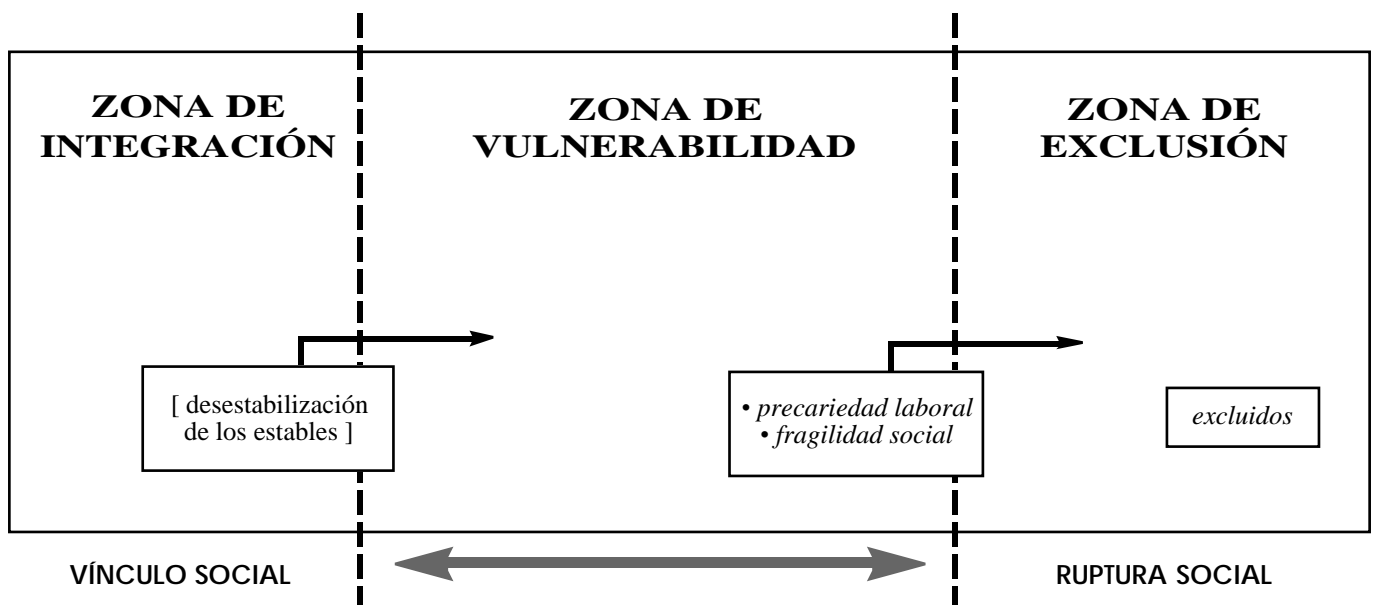 ZONA DE
INTEGRACIÓN
ZONA DE
VULNERABILIDAD
ZONA DE
EXCLUSIÓN
[ desestabilización
de los estables ]
• precariedad laboral
• fragilidad social
excluidos
VÍNCULO SOCIAL
RUPTURA SOCIAL